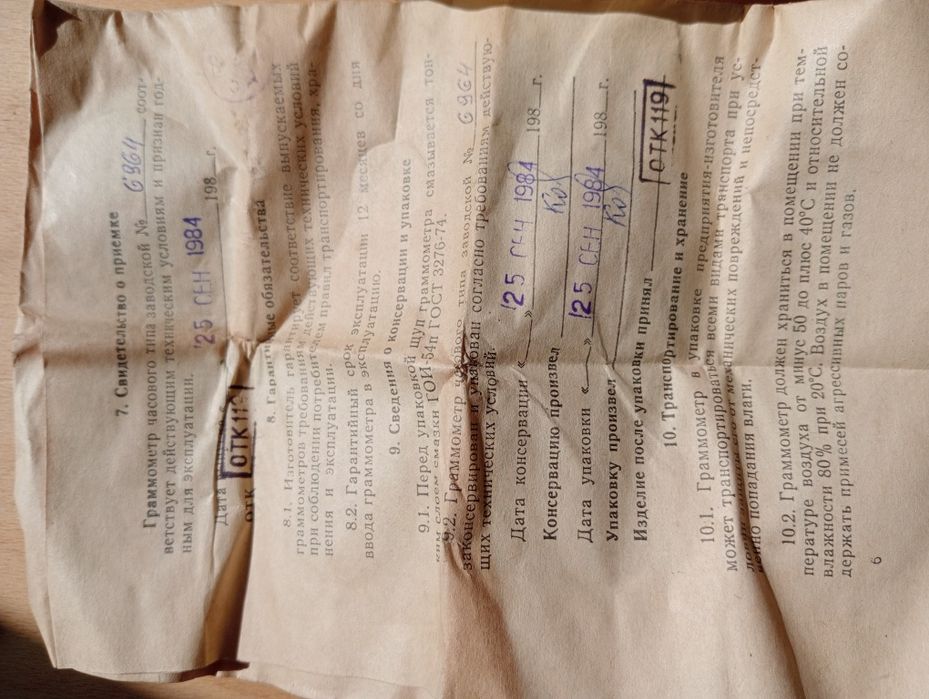 7. Свидетельство о приемке
Граммометр часового типа заводской № 6964 соот-
ветствует действующим техническим условиям и признан год-
ным для эксплуатации.
Дата 25 СЕН 1984 198 г.
ОТК ОТК 119
8. Гарантийные обязательства
8.1. Изготовитель гарантирует соответствие выпускаемых
граммометров требованиям действующих технических условий
при соблюдении потребителем правил транспортирования, хра-
нения и эксплуатации.
8.2. Гарантийный срок эксплуатации 12 месяцев со дня
ввода граммометра в эксплуатацию.
9. Сведения о консервации и упаковке
9.1. Перед упаковкой щуп граммометра смазывается тон-
ким слоем смазки ГОИ-54п ГОСТ 3276-74.
9.2. Граммометр часового типа заводской № 6964
законсервирован и упакован согласно требованиям действую-
щих технических условий.
Дата консервации « » 25 СЕН 1984 198 г.
Консервацию произвел
Дата упаковки « » 25 СЕН 1984 198 г.
Упаковку произвел
Изделие после упаковки принял ОТК 119
10. Транспортирование и хранение
10.1. Граммометр в упаковке предприятия-изготовителя
может транспортироваться всеми видами транспорта при ус-
ловии от механических повреждений и непосредст-
венно попадания влаги.
10.2. Граммометр должен храниться в помещении при тем-
пературе воздуха от минус 50 до плюс 40°С и относительной
влажности 80% при 20°С. Воздух в помещении не должен со-
держать примесей агрессивных паров и газов.
6